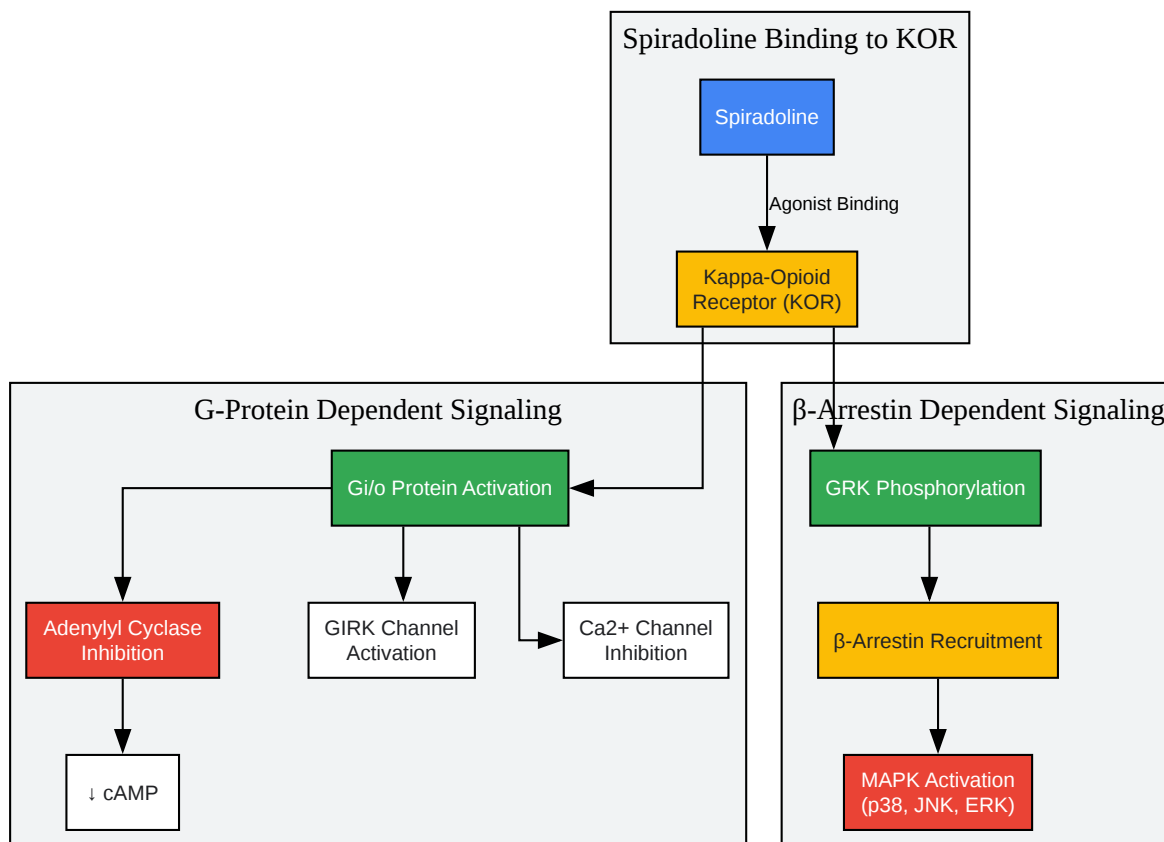 Spiradoline Binding to KOR
Spiradoline
Agonist Binding
Kappa-Opioid
Receptor (KOR)
G-Protein Dependent Signaling
Gi/o Protein Activation
Adenylyl Cyclase
Inhibition
GIRK Channel
Activation
Ca2+ Channel
Inhibition
↓ cAMP
β-Arrestin Dependent Signaling
GRK Phosphorylation
β-Arrestin Recruitment
MAPK Activation
(p38, JNK, ERK)